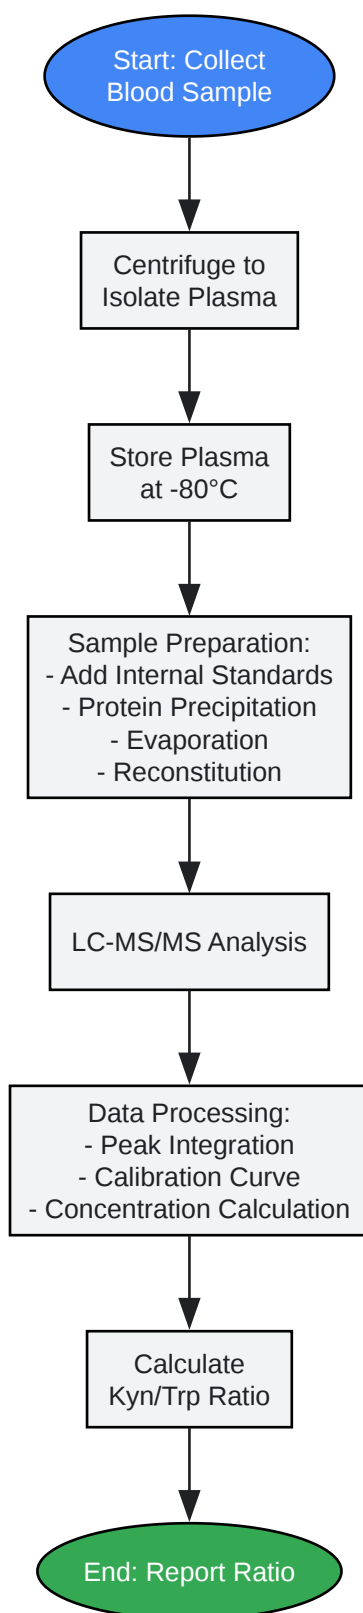 Start: Collect
Blood Sample
Centrifuge to
Isolate Plasma
Store Plasma
at -80°C
Sample Preparation:
- Add Internal Standards
- Protein Precipitation
- Evaporation
- Reconstitution
LC-MS/MS Analysis
Data Processing:
- Peak Integration
- Calibration Curve
- Concentration Calculation
Calculate
Kyn/Trp Ratio
End: Report Ratio